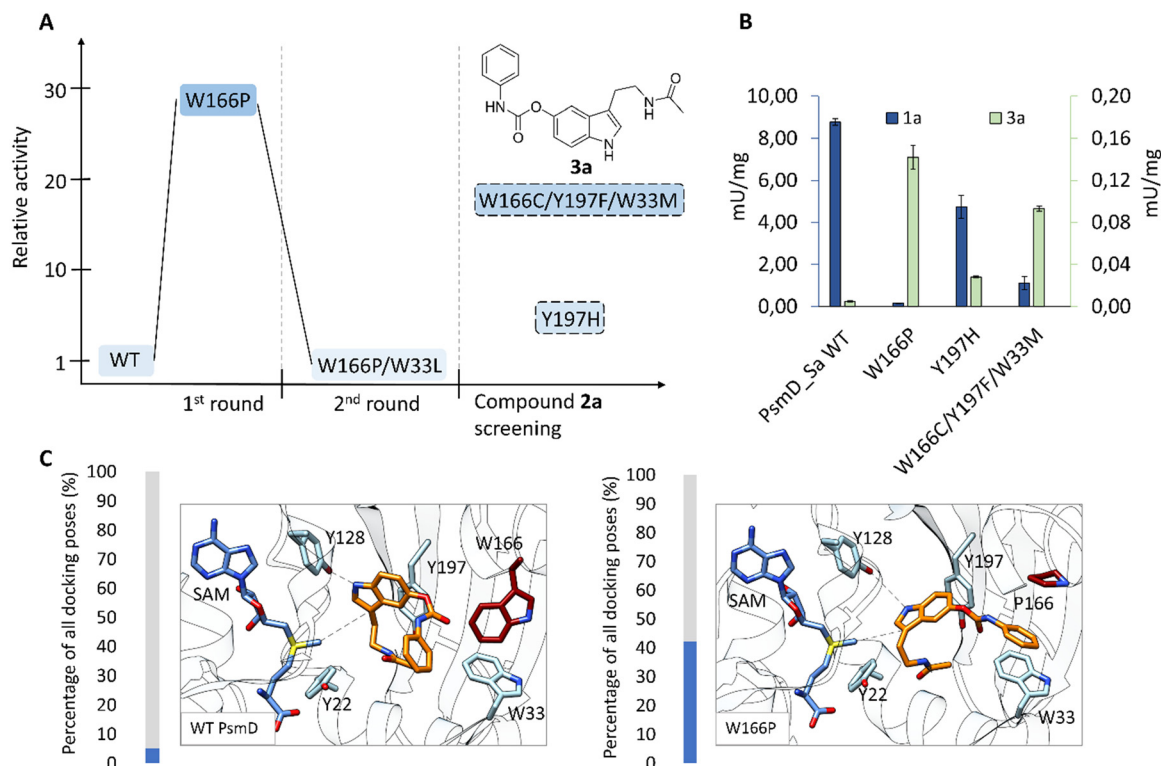 A
Relative activity
30
20
10
1
W166P
WT
W166P/W33L
W166C/Y197F/W33M
Y197H
HN
O
O
N
H
HN
O
3a
1st round
2nd round
Compound 2a
screening
B
10,00
8,00
6,00
4,00
2,00
0,00
mU/mg
1a
3a
0,20
0,16
0,12
0,08
0,04
0,00
mU/mg
PsmD_Sa WT
W166P
Y197H
W166C/Y197F/W33M
C
Percentage of all docking poses (%)
100
90
80
70
60
50
40
30
20
10
0
SAM
Y128
Y197
W166
Y22
W33
WT PsmD
Percentage of all docking poses (%)
100
90
80
70
60
50
40
30
20
10
0
SAM
Y128
Y197
P166
Y22
W33
W166P